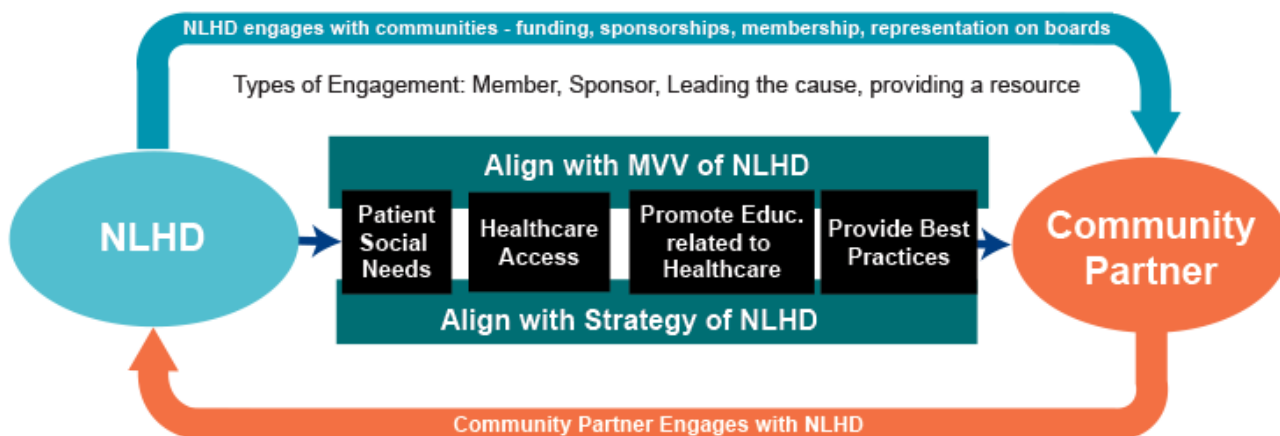 NLHD engages with communities - funding, sponsorships, membership, representation on boards
Types of Engagement: Member, Sponsor, Leading the cause, providing a resource
Align with MVV of NLHD
NLHD
Patient
Social
Needs
Healthcare
Access
Promote Educ.
related to
Healthcare
Provide Best
Practices
Community
Partner
Align with Strategy of NLHD
Community Partner Engages with NLHD